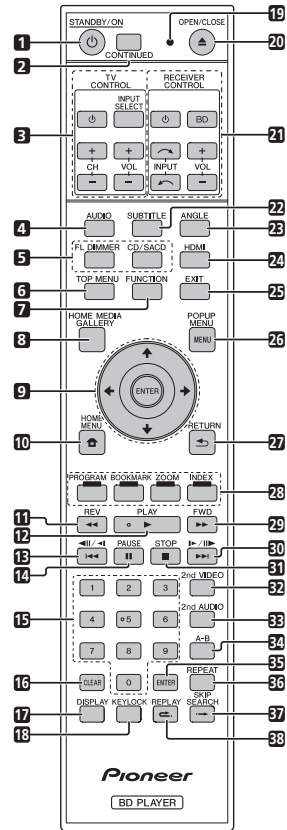 19
STANDBY/ON
OPEN/CLOSE
1
20
2
CONTINUED
TV CONTROL
RECEIVER CONTROL
INPUT SELECT
BD
3
21
+
+
+
CH
VOL
INPUT
VOL
−
−
−
AUDIO
SUBTITLE
ANGLE
4
22
23
FL DIMMER
CD/SACD
HDMI
5
24
TOP MENU
FUNCTION
EXIT
6
7
25
HOME MEDIA GALLERY
POPUP MENU
8
MENU
26
9
ENTER
HOME MENU
RETURN
10
27
PROGRAM
BOOKMARK
ZOOM
INDEX
28
REV
PLAY
FWD
11
12
29
PAUSE
STOP
13
14
30
31
1
2
3
2nd VIDEO
32
15
4
5
6
2nd AUDIO
33
7
8
9
A-B
34
35
16
CLEAR
0
ENTER
REPEAT
36
DISPLAY
KEYLOCK
REPLAY
SKIP SEARCH
17
18
37
38
Pioneer
BD PLAYER